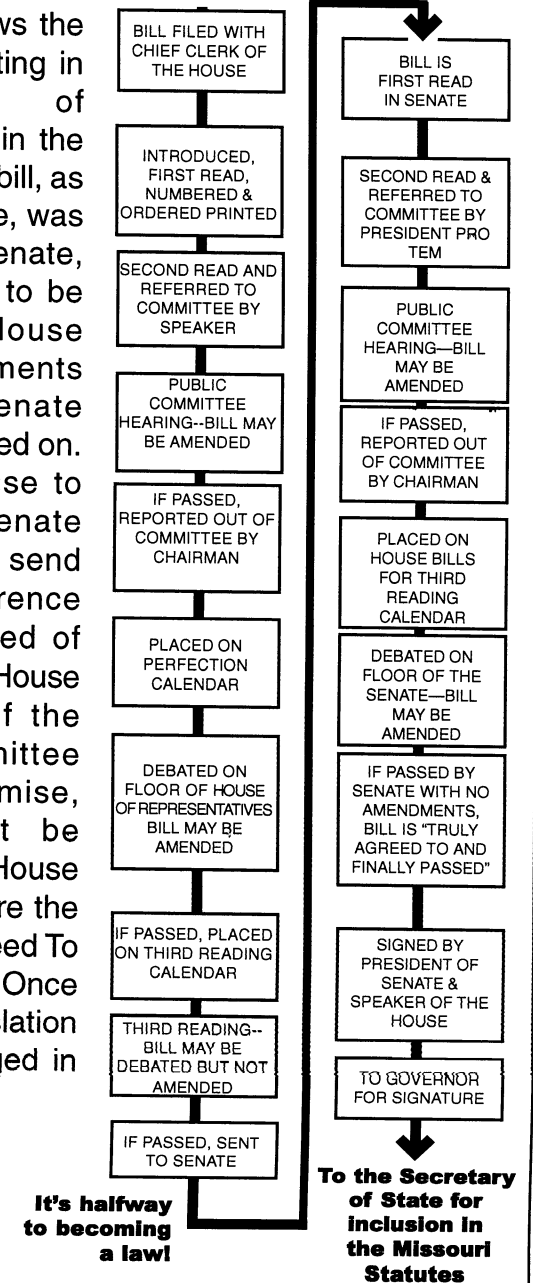 ws the
ting in
of
in the
bill, as
e, was
enate,
to be
House
ments
enate
ed on.
se to
enate
send
rence
ed of
House
f the
mittee
mise,
t be
House
re the
eed To
Once
slation
ged in
BILL FILED WITH
CHIEF CLERK OF
THE HOUSE
INTRODUCED,
FIRST READ,
NUMBERED &
ORDERED PRINTED
SECOND READ AND
REFERRED TO
COMMITTEE BY
SPEAKER
PUBLIC
COMMITTEE
HEARING--BILL MAY
BE AMENDED
IF PASSED,
REPORTED OUT OF
COMMITTEE BY
CHAIRMAN
PLACED ON
PERFECTION
CALENDAR
DEBATED ON
FLOOR OF HOUSE
OF REPRESENTATIVES
BILL MAY BE
AMENDED
IF PASSED, PLACED
ON THIRD READING
CALENDAR
THIRD READING--
BILL MAY BE
DEBATED BUT NOT
AMENDED
IF PASSED, SENT
TO SENATE
It's halfway
to becoming
a law!
BILL IS
FIRST READ
IN SENATE
SECOND READ &
REFERRED TO
COMMITTEE BY
PRESIDENT PRO
TEM
PUBLIC
COMMITTEE
HEARING—BILL
MAY BE
AMENDED
IF PASSED,
REPORTED OUT
OF COMMITTEE
BY CHAIRMAN
PLACED ON
HOUSE BILLS
FOR THIRD
READING
CALENDAR
DEBATED ON
FLOOR OF THE
SENATE—BILL
MAY BE
AMENDED
IF PASSED BY
SENATE WITH NO
AMENDMENTS,
BILL IS "TRULY
AGREED TO AND
FINALLY PASSED"
SIGNED BY
PRESIDENT OF
SENATE &
SPEAKER OF THE
HOUSE
TO GOVERNOR
FOR SIGNATURE
To the Secretary
of State for
inclusion in
the Missouri
Statutes